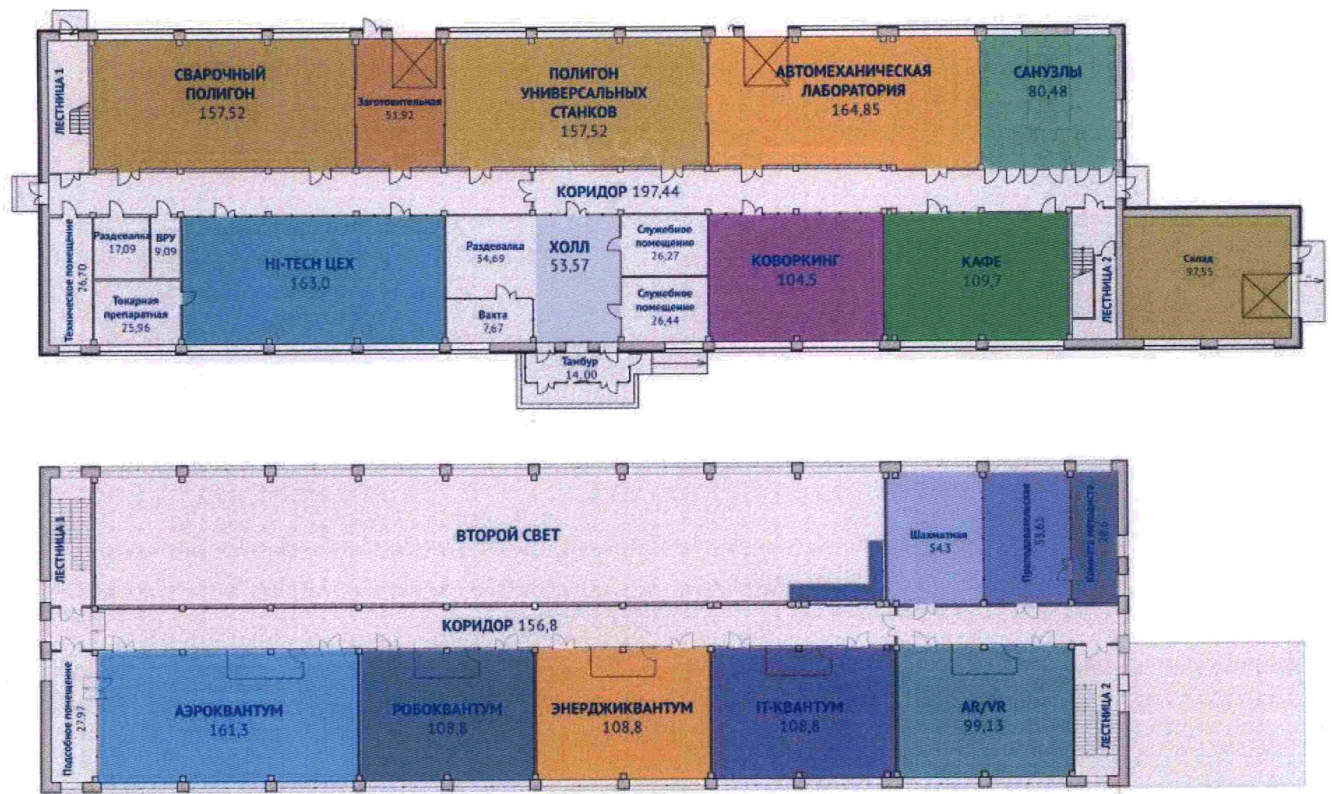 ЛЕСТНИЦА 1
СВАРОЧНЫЙ
ПОЛИГОН
157,52
Заготовительная
51,92
ПОЛИГОН
УНИВЕРСАЛЬНЫХ
СТАНКОВ
157,52
АВТОМЕХАНИЧЕСКАЯ
ЛАБОРАТОРИЯ
164,85
САНУЗЛЫ
80,48
КОРИДОР 197,44
Техническое помещение
26,70
Раздевалка
17,09
ВРУ
9,09
Токарная
препаратная
25,96
HI-TECH ЦЕХ
163,0
Раздевалка
34,69
Вахта
7,67
ХОЛЛ
53,57
Служебное
помещение
26,27
Служебное
помещение
26,44
КОВОРКИНГ
104,5
КАФЕ
109,7
ЛЕСТНИЦА 2
Склад
97,55
Тамбур
14,00
ЛЕСТНИЦА 1
ВТОРОЙ СВЕТ
Шахматная
54,3
Преподавательская
53,61
Комната методиста
28,6
КОРИДОР 156,8
Подсобное помещение
27,97
АЭРОКВАНТУМ
161,3
РОБОКВАНТУМ
108,8
ЭНЕРДЖИКВАНТУМ
108,8
IT-КВАНТУМ
108,8
AR/VR
99,13
ЛЕСТНИЦА 2